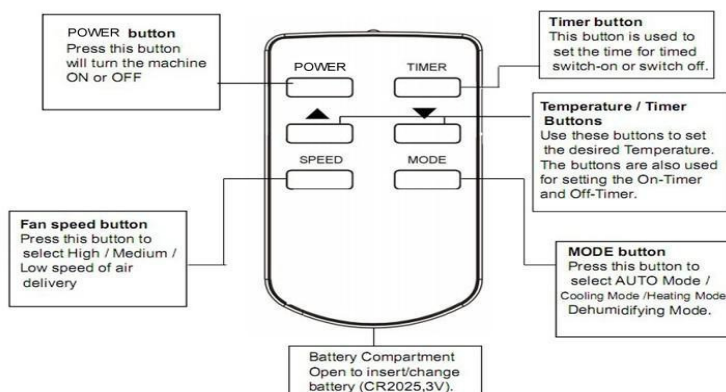 POWER button
Press this button
will turn the machine
ON or OFF
Timer button
This button is used to
set the time for timed
switch-on or switch off.
POWER
TIMER
Temperature / Timer
Buttons
Use these buttons to set
the desired Temperature.
The buttons are also used
for setting the On-Timer
and Off-Timer.
SPEED
MODE
Fan speed button
Press this button to
select High / Medium /
Low speed of air
delivery
MODE button
Press this button to
select AUTO Mode /
Cooling Mode /Heating Mode
Dehumidifying Mode.
Battery Compartment
Open to insert/change
battery (CR2025,3V).